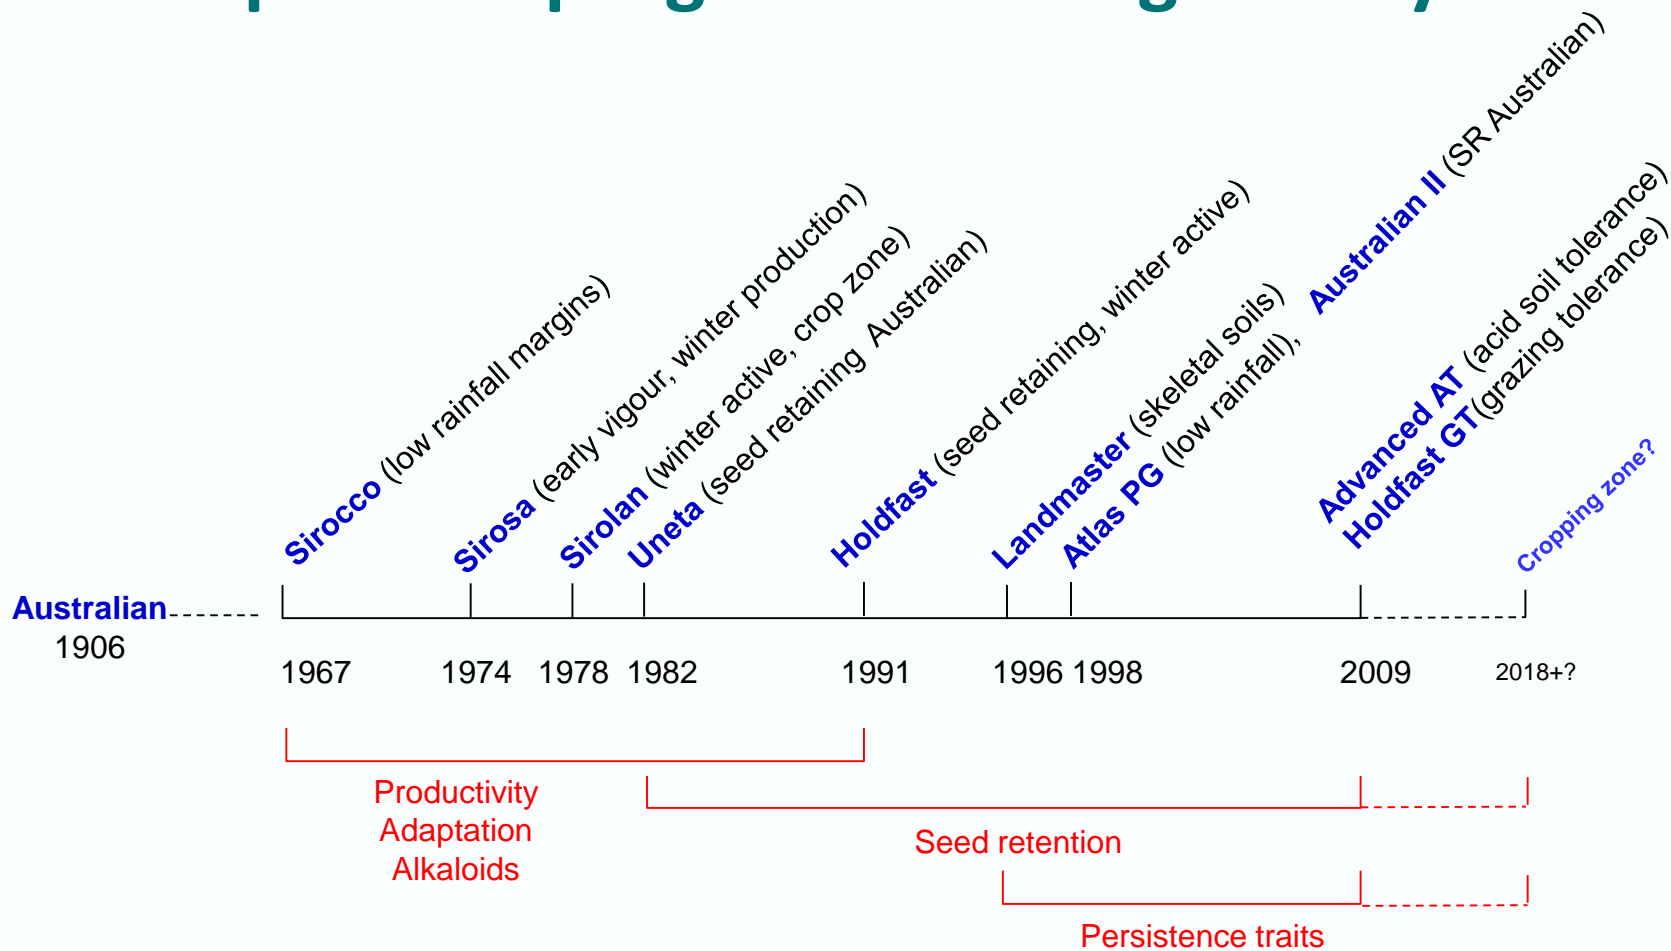 Australian II (SR Australian)
Sirocco (low rainfall margins)
Sirosa (early vigour, winter production)
Sirolan (winter active, crop zone)
Uneta (seed retaining Australian)
Holdfast (seed retaining, winter active)
Landmaster (skeletal soils)
Atlas PG (low rainfall),
Advanced AT (acid soil tolerance)
Holdfast GT(grazing tolerance)
Cropping zone?
Australian
1906
1967 1974 1978 1982 1991 1996 1998 2009 2018+?
Productivity
Adaptation
Alkaloids
Seed retention
Persistence traits